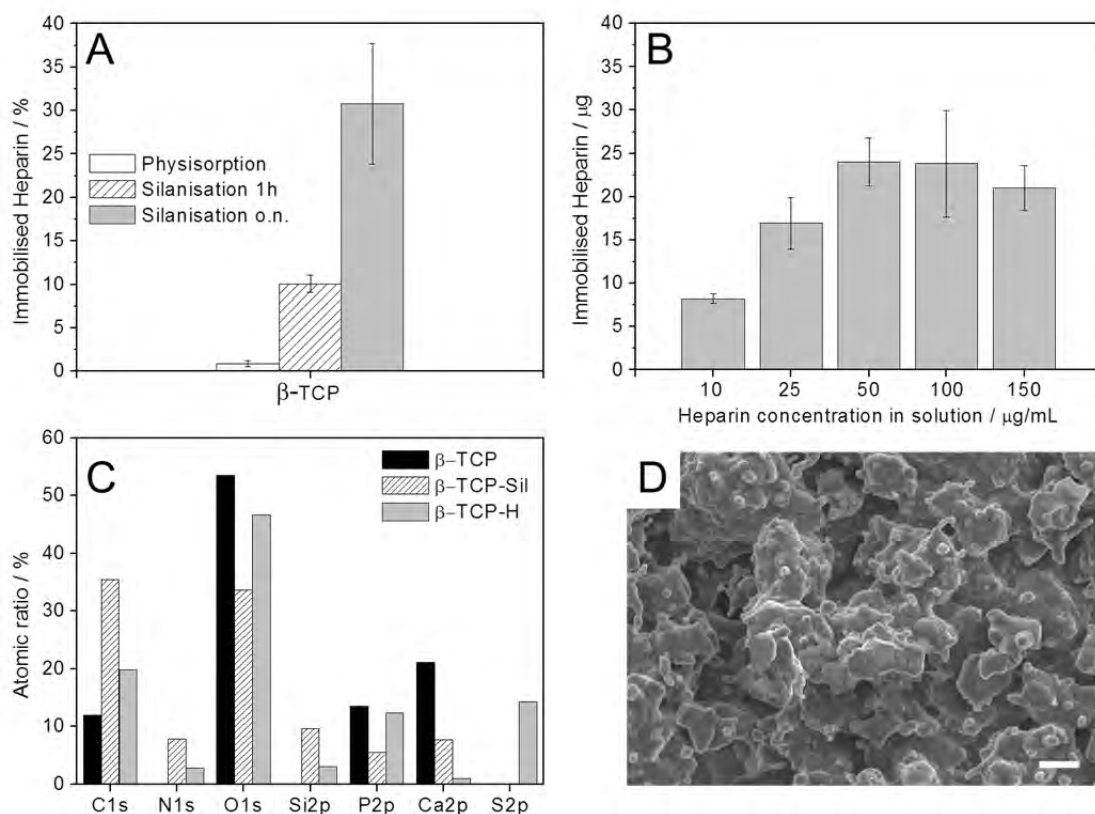 A
Immobilised Heparin / %
40
35
30
25
20
15
10
5
0
Physisorption
Silanisation 1h
Silanisation o.n.
β-TCP
B
Immobilised Heparin / μg
40
35
30
25
20
15
10
5
0
10 25 50 100 150
Heparin concentration in solution / μg/mL
C
Atomic ratio / %
60
50
40
30
20
10
0
β-TCP
β-TCP-Sil
β-TCP-H
C1s N1s O1s Si2p P2p Ca2p S2p
D